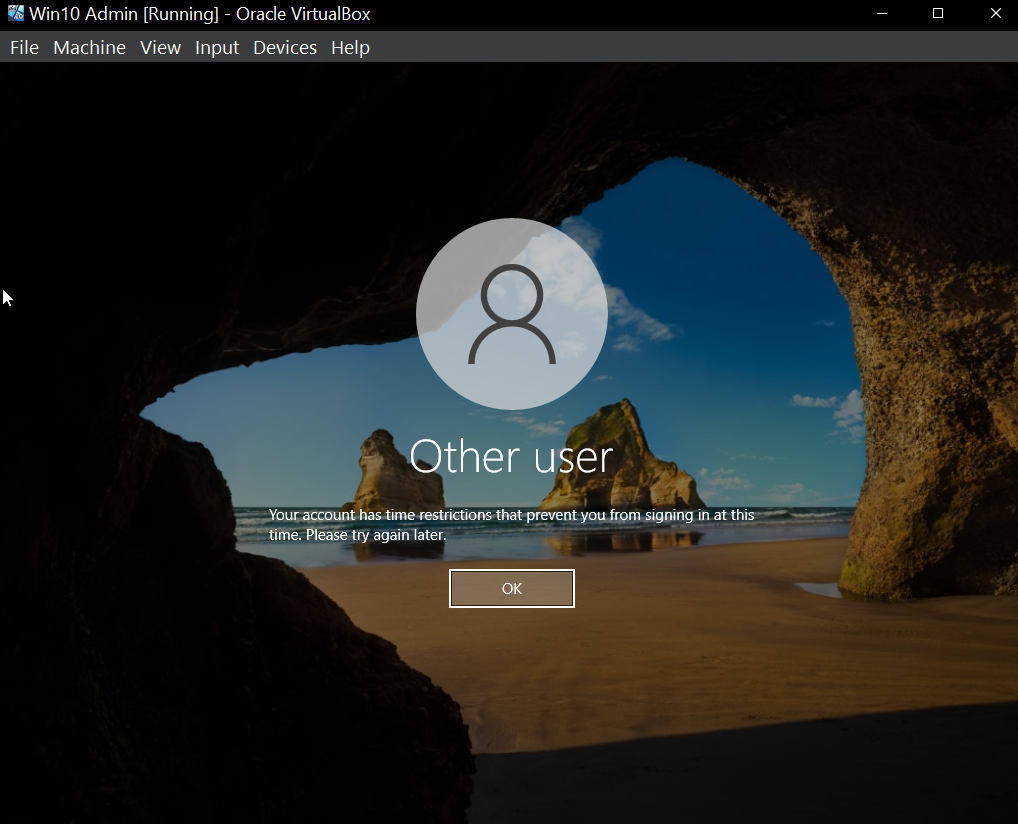 Win10 Admin [Running] - Oracle VirtualBox
File Machine View Input Devices Help
Other user
Your account has time restrictions that prevent you from signing in at this
time. Please try again later.
OK